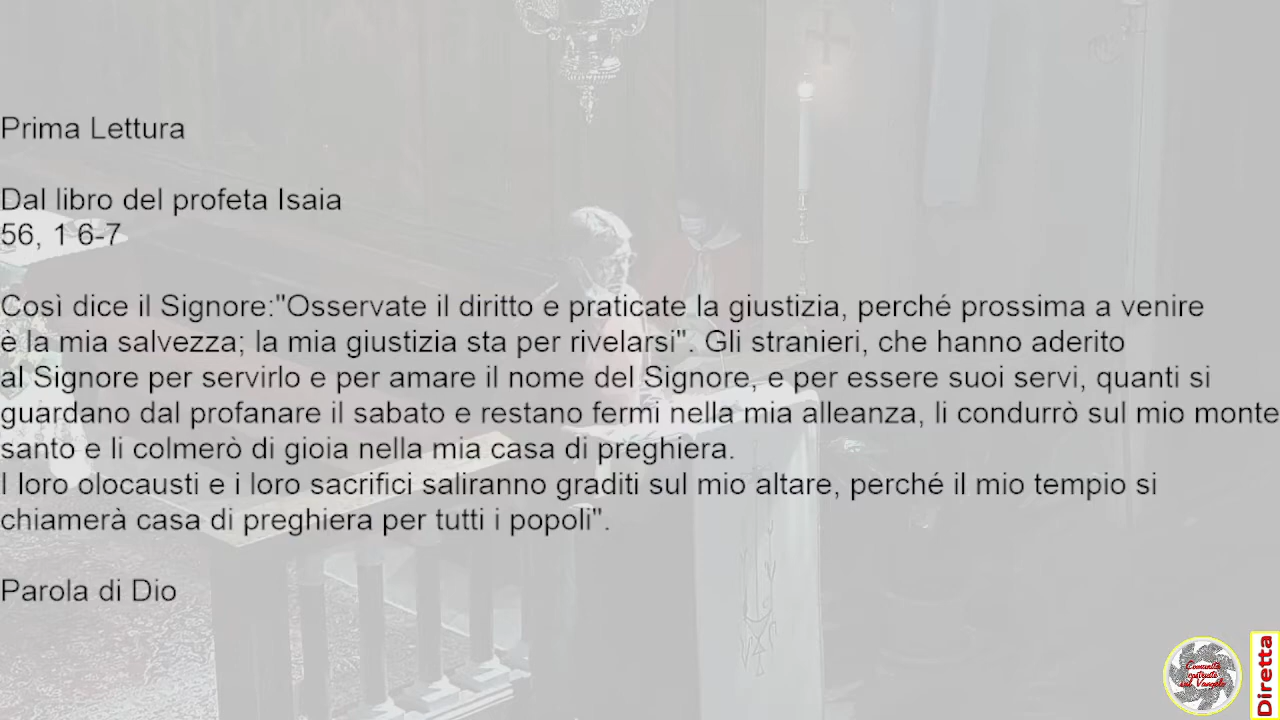 Prima Lettura
Dal libro del profeta Isaia
56, 1 6-7
Così dice il Signore:"Osservate il diritto e praticate la giustizia, perché prossima a venire
è la mia salvezza; la mia giustizia sta per rivelarsi". Gli stranieri, che hanno aderito
al Signore per servirlo e per amare il nome del Signore, e per essere suoi servi, quanti si
guardano dal profanare il sabato e restano fermi nella mia alleanza, li condurrò sul mio monte
santo e li colmerò di gioia nella mia casa di preghiera.
I loro olocausti e i loro sacrifici saliranno graditi sul mio altare, perché il mio tempio si
chiamerà casa di preghiera per tutti i popoli".
Parola di Dio
Comunità
sul Vangelo
Diretta